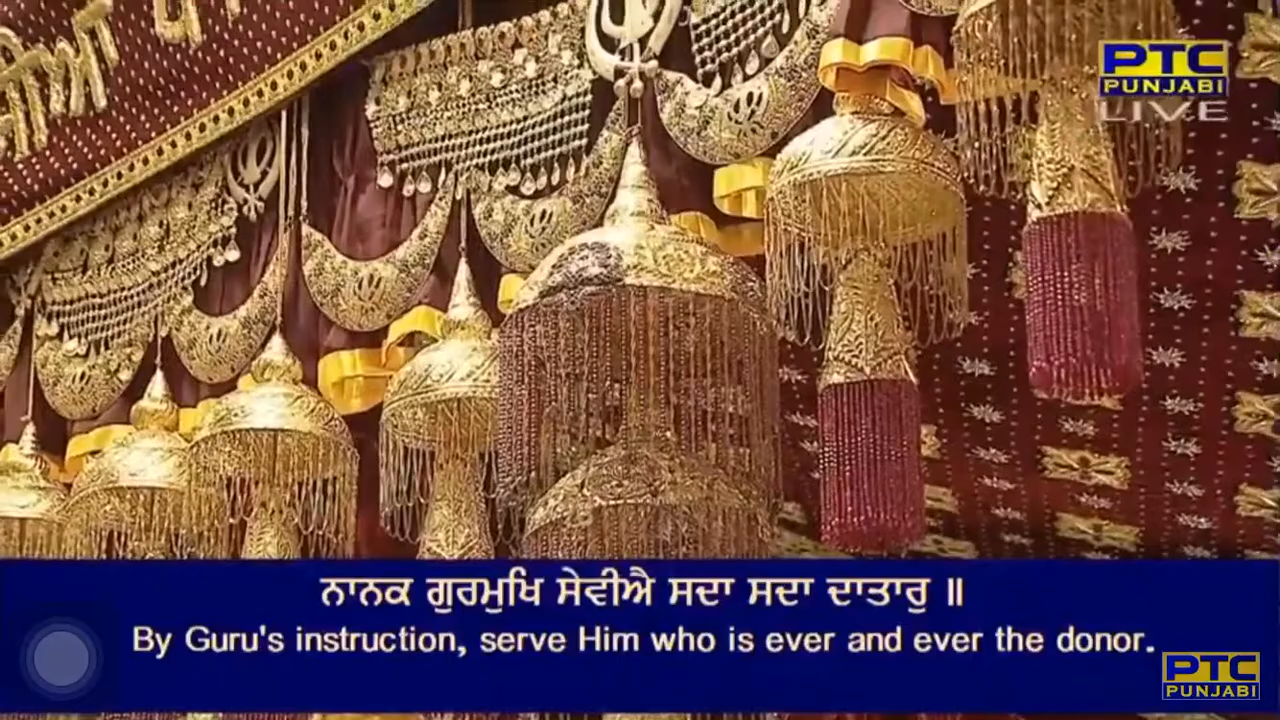 PTC
PUNJABI
LIVE
ਨਾਨਕ ਗੁਰਮੁਖਿ ਸੇਵੀਐ ਸਦਾ ਸਦਾ ਦਾਤਾਰੁ ॥
By Guru's instruction, serve Him who is ever and ever the donor.
PTC
PUNJABI